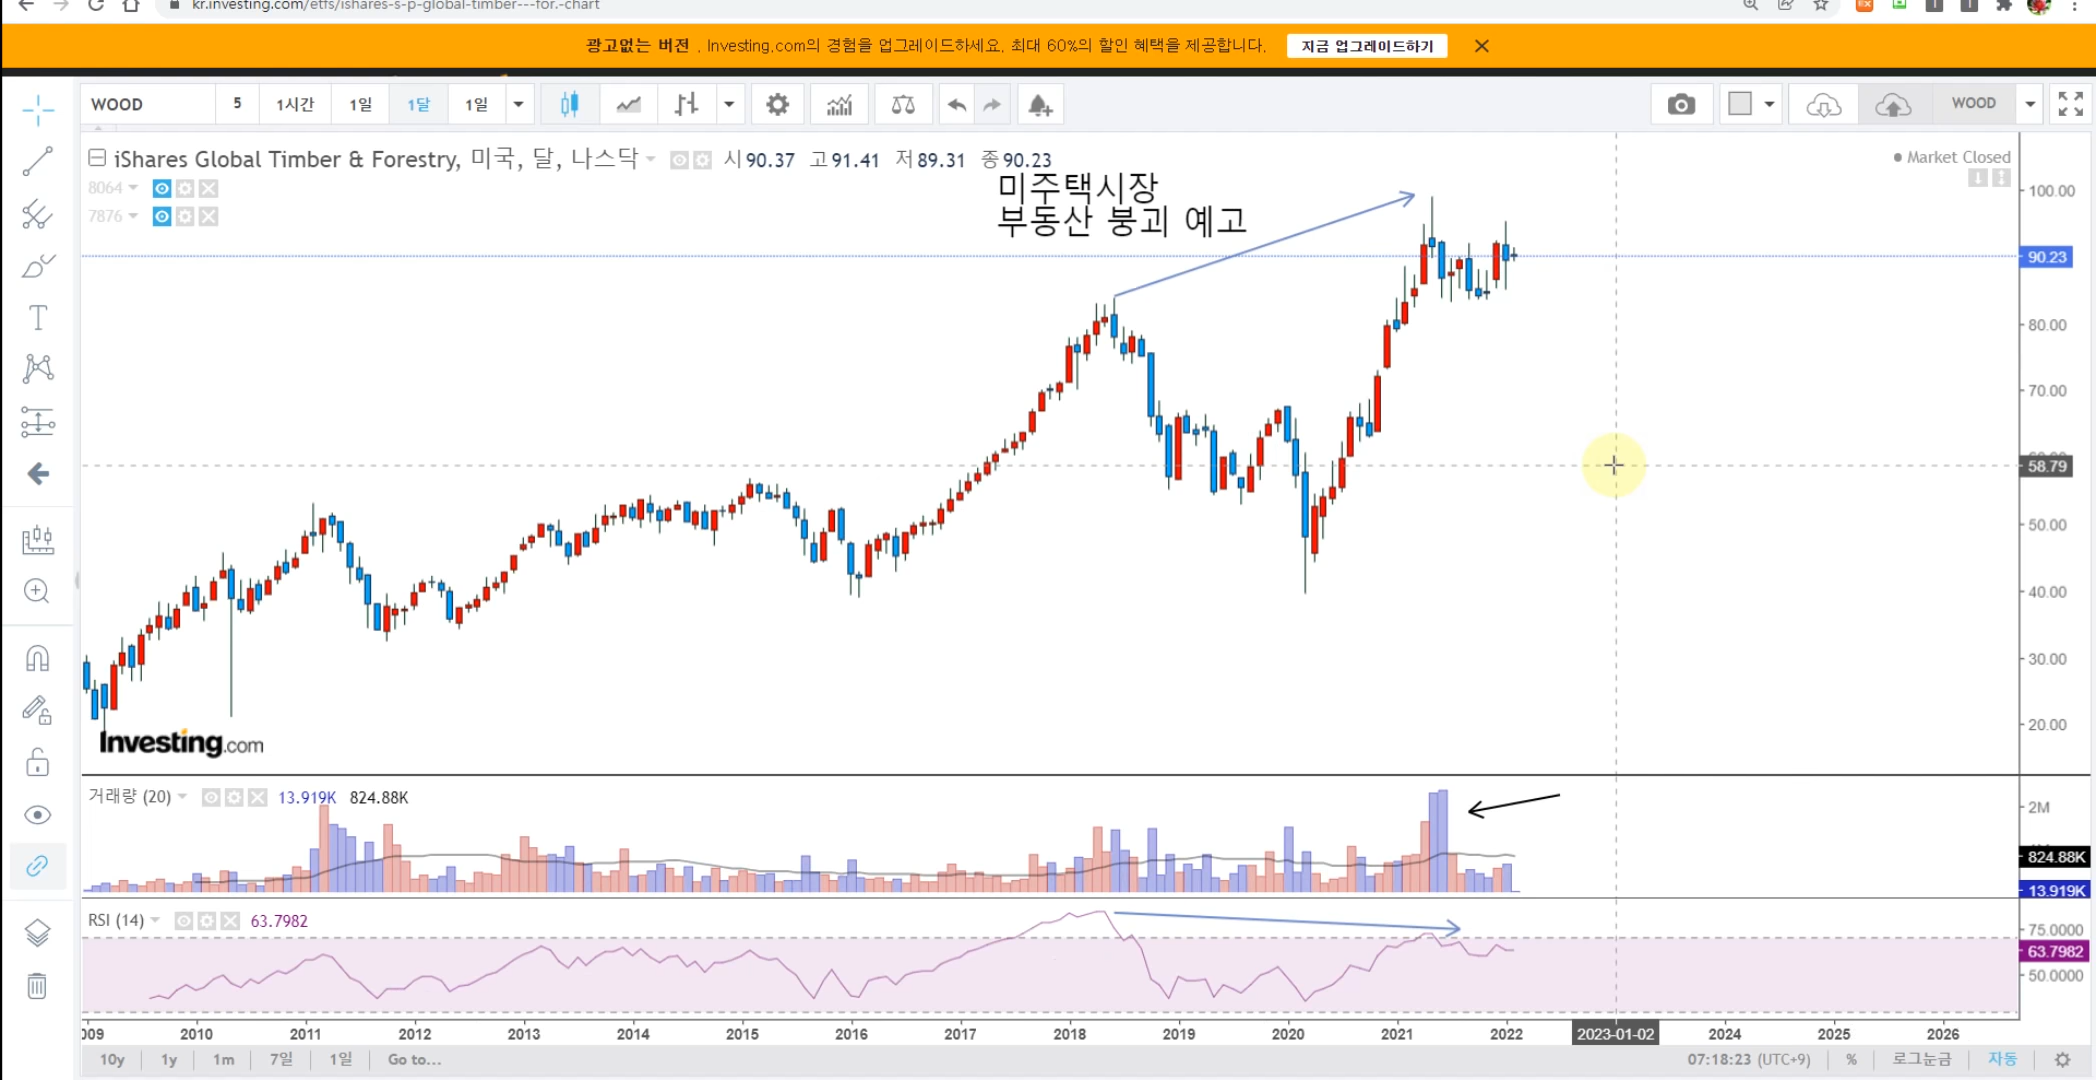 kr.investing.com/etfs/ishares-s-p-global-timber---for.-chart
광고없는 버전 . Investing.com의 경험을 업그레이드하세요. 최대 60%의 할인 혜택을 제공합니다. 지금 업그레이드하기
WOOD 5 1시간 1일 1달 1일 WOOD
iShares Global Timber & Forestry, 미국, 달, 나스닥 시90.37 고91.41 저89.31 종90.23
Market Closed
8064
7876
미주택시장
부동산 붕괴 예고
100.00
90.23
80.00
70.00
58.79
50.00
40.00
30.00
20.00
Investing.com
거래량 (20) 13.919K 824.88K
2M
824.88K
13.919K
RSI (14) 63.7982
75.0000
63.7982
50.0000
009 2010 2011 2012 2013 2014 2015 2016 2017 2018 2019 2020 2021 2022 2023-01-02 2024 2025 2026
10y 1y 1m 7일 1일 Go to... 07:18:23 (UTC+9) % 로그눈금 자동